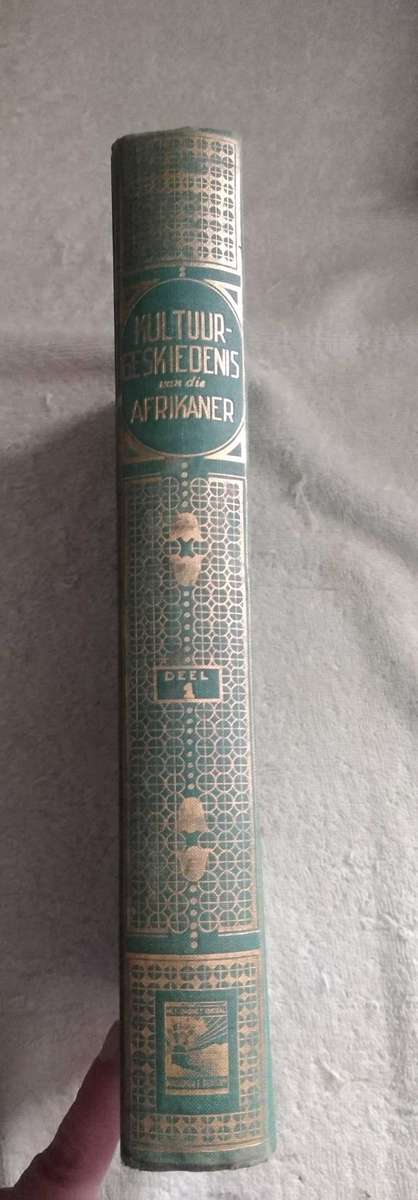 KULTUUR-
GESKIEDENIS
van die
AFRIKANER
DEEL
1